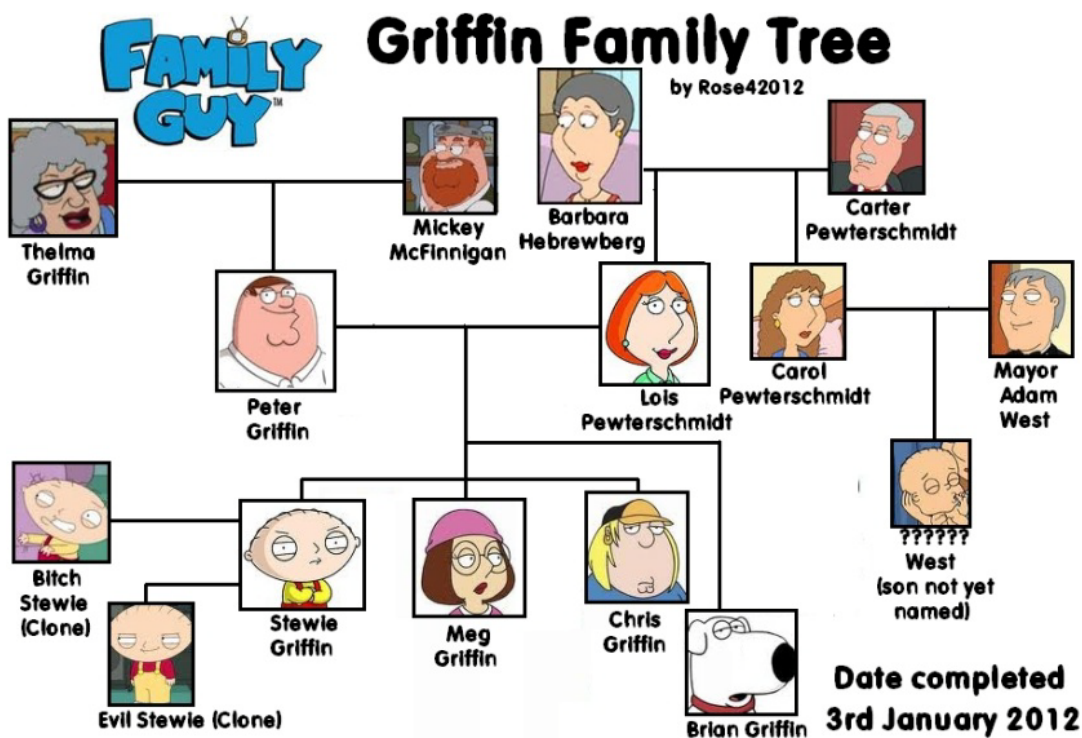 FAMILY
GUY™
Griffin Family Tree
by Rose42012
Thelma
Griffin
Mickey
McFinnigan
Barbara
Hebrewberg
Carter
Pewterschmidt
Peter
Griffin
Lois
Pewterschmidt
Carol
Pewterschmidt
Mayor
Adam
West
??????
West
(son not yet
named)
Bitch
Stewie
(Clone)
Evil Stewie (Clone)
Stewie
Griffin
Meg
Griffin
Chris
Griffin
Brian Griffin
Date completed
3rd January 2012